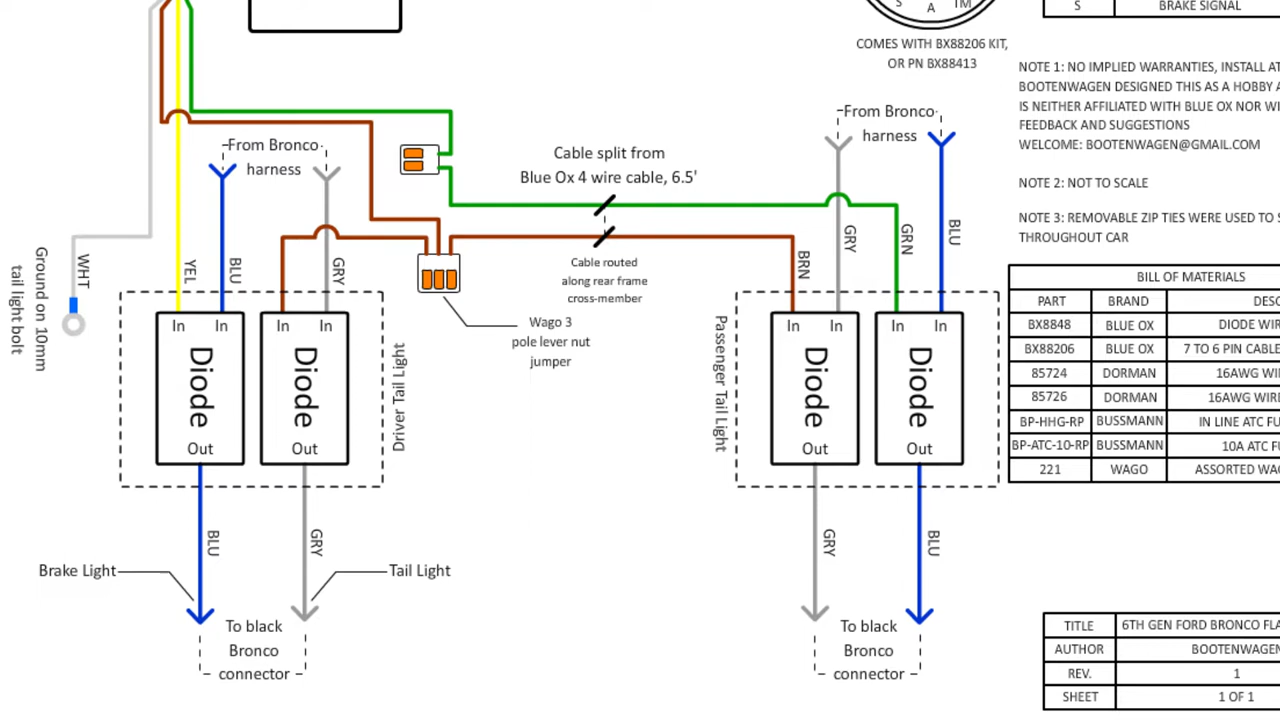 S A TM
COMES WITH BX88206 KIT,
OR PN BX88413
S BRAKE SIGNAL
NOTE 1: NO IMPLIED WARRANTIES, INSTALL AT
BOOTENWAGEN DESIGNED THIS AS A HOBBY
IS NEITHER AFFILIATED WITH BLUE OX NOR
FEEDBACK AND SUGGESTIONS
WELCOME: BOOTENWAGEN@GMAIL.COM
NOTE 2: NOT TO SCALE
NOTE 3: REMOVABLE ZIP TIES WERE USED TO
THROUGHOUT CAR
From Bronco
harness
From Bronco
harness
Cable split from
Blue Ox 4 wire cable, 6.5'
Cable routed
along rear frame
cross-member
Wago 3
pole lever nut
jumper
Ground on 10mm
tail light bolt
WHT
YEL
BLU
GRY
BRN
GRY
GRN
BLU
In In
Diode
Out
In In
Diode
Out
Driver Tail Light
Passenger Tail Light
In In
Diode
Out
In In
Diode
Out
BLU
GRY
GRY
BLU
Brake Light
Tail Light
To black
Bronco
connector
To black
Bronco
connector
BILL OF MATERIALS
PART BRAND DESC
BX8848 BLUE OX DIODE
BX88206 BLUE OX 7 TO 6 PIN CABLE
85724 DORMAN 16AWG
85726 DORMAN 16AWG
BP-HHG-RP BUSSMANN IN LINE ATC
BP-ATC-10-RP BUSSMANN 10A ATC
221 WAGO ASSORTED
TITLE 6TH GEN FORD BRONCO
AUTHOR BOOTENWAGEN
REV. 1
SHEET 1 OF 1